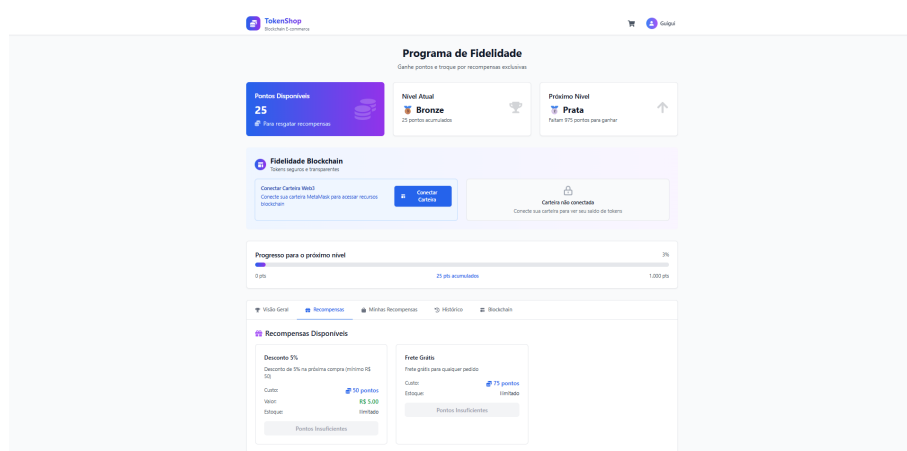 TokenShop
Blockchain E-commerce
Guigui
Programa de Fidelidade
Ganhe pontos e troque por recompensas exclusivas
Pontos Disponíveis
25
Para resgatar recompensas
Nível Atual
Bronze
25 pontos acumulados
Próximo Nível
Prata
Faltam 975 pontos para ganhar
Fidelidade Blockchain
Tokens seguros e transparentes
Conectar Carteira Web3
Conecte sua carteira MetaMask para acessar recursos
blockchain
Conectar
Carteira
Carteira não conectada
Conecte sua carteira para ver seu saldo de tokens
Progresso para o próximo nível
3%
0 pts
25 pts acumulados
1,000 pts
Visão Geral
Recompensas
Minhas Recompensas
Histórico
Blockchain
Recompensas Disponíveis
Desconto 5%
Desconto de 5% na próxima compra (mínimo R$
50)
Custo:
50 pontos
Valor:
R$ 5,00
Estoque:
Ilimitado
Pontos Insuficientes
Frete Grátis
Frete grátis para qualquer pedido
Custo:
75 pontos
Estoque:
Ilimitado
Pontos Insuficientes